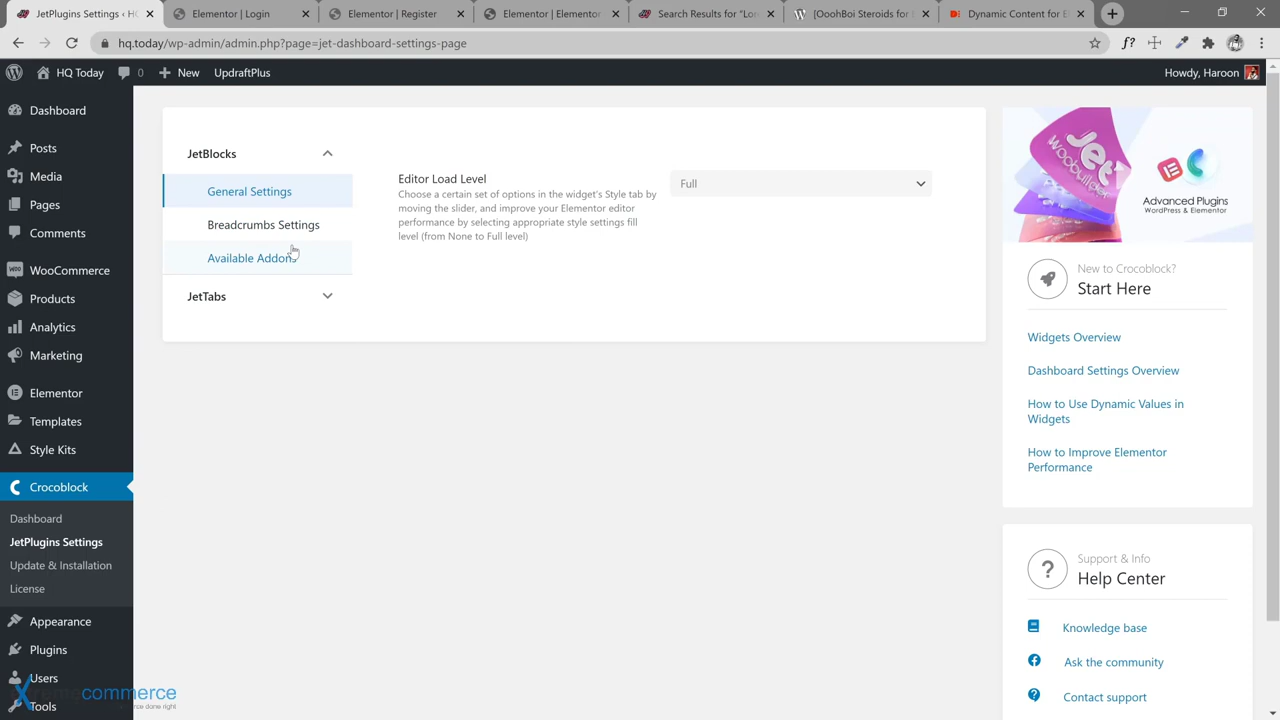 JetPlugins Settings ‹ H
Elementor | Login
Elementor | Register
Elementor | Elementor
Search Results for "Los
[OoohBoi Steroids for
Dynamic Content for E
hq.today/wp-admin/admin.php?page=jet-dashboard-settings-page
HQ Today
0
New
UpdraftPlus
Howdy, Haroon
Dashboard
Posts
Media
Pages
Comments
WooCommerce
Products
Analytics
Marketing
Elementor
Templates
Style Kits
Crocoblock
Dashboard
JetPlugins Settings
Update & Installation
License
Appearance
Plugins
Users
Tools
commerce
JetBlocks
General Settings
Breadcrumbs Settings
Available Addons
JetTabs
Editor Load Level
Choose a certain set of options in the widget's Style tab by
moving the slider, and improve your Elementor editor
performance by selecting appropriate style settings fill
level (from None to Full level)
Full
Jet
woobuilder
Advanced Plugins
WordPress & Elementor
New to Crocoblock?
Start Here
Widgets Overview
Dashboard Settings Overview
How to Use Dynamic Values in
Widgets
How to Improve Elementor
Performance
Support & Info
Help Center
Knowledge base
Ask the community
Contact support